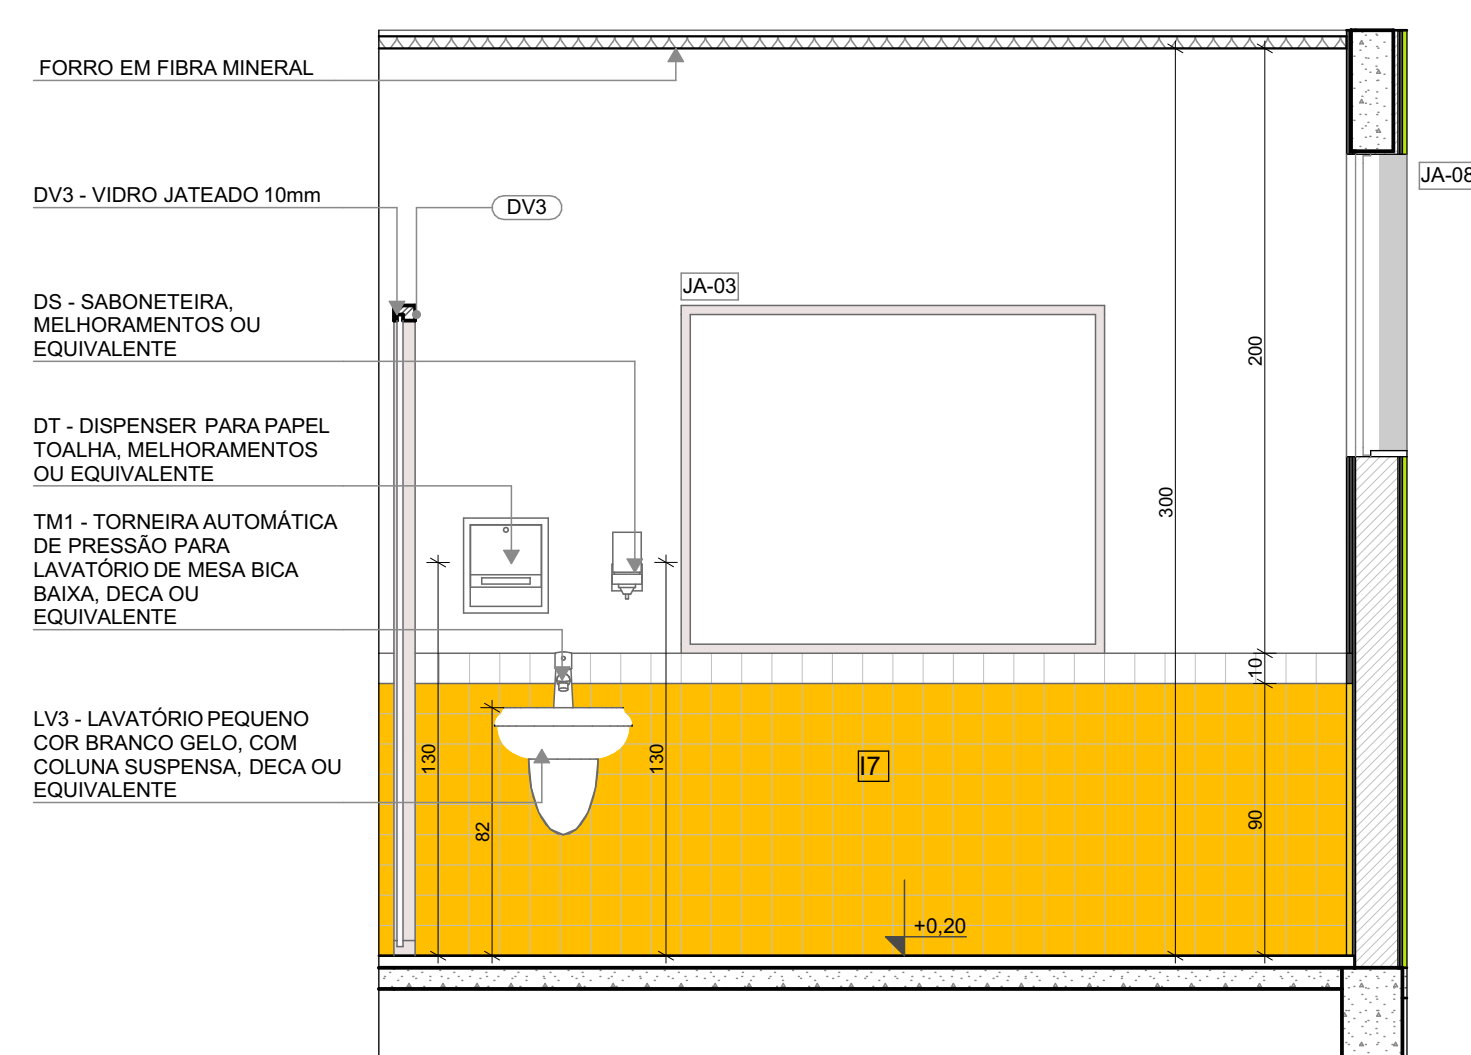 FORRO EM FIBRA MINERAL
DV3 - VIDRO JATEADO 10mm
DV3
JA-08
DS - SABONETEIRA,
MELHORAMENTOS OU
EQUIVALENTE
JA-03
DT - DISPENSER PARA PAPEL
TOALHA, MELHORAMENTOS
OU EQUIVALENTE
TM1 - TORNEIRA AUTOMÁTICA
DE PRESSÃO PARA
LAVATÓRIO DE MESA BICA
BAIXA, DECA OU
EQUIVALENTE
LV3 - LAVATÓRIO PEQUENO
COR BRANCO GELO, COM
COLUNA SUSPENSA, DECA OU
EQUIVALENTE
130
82
130
I7
+0,20
300
200
10
90